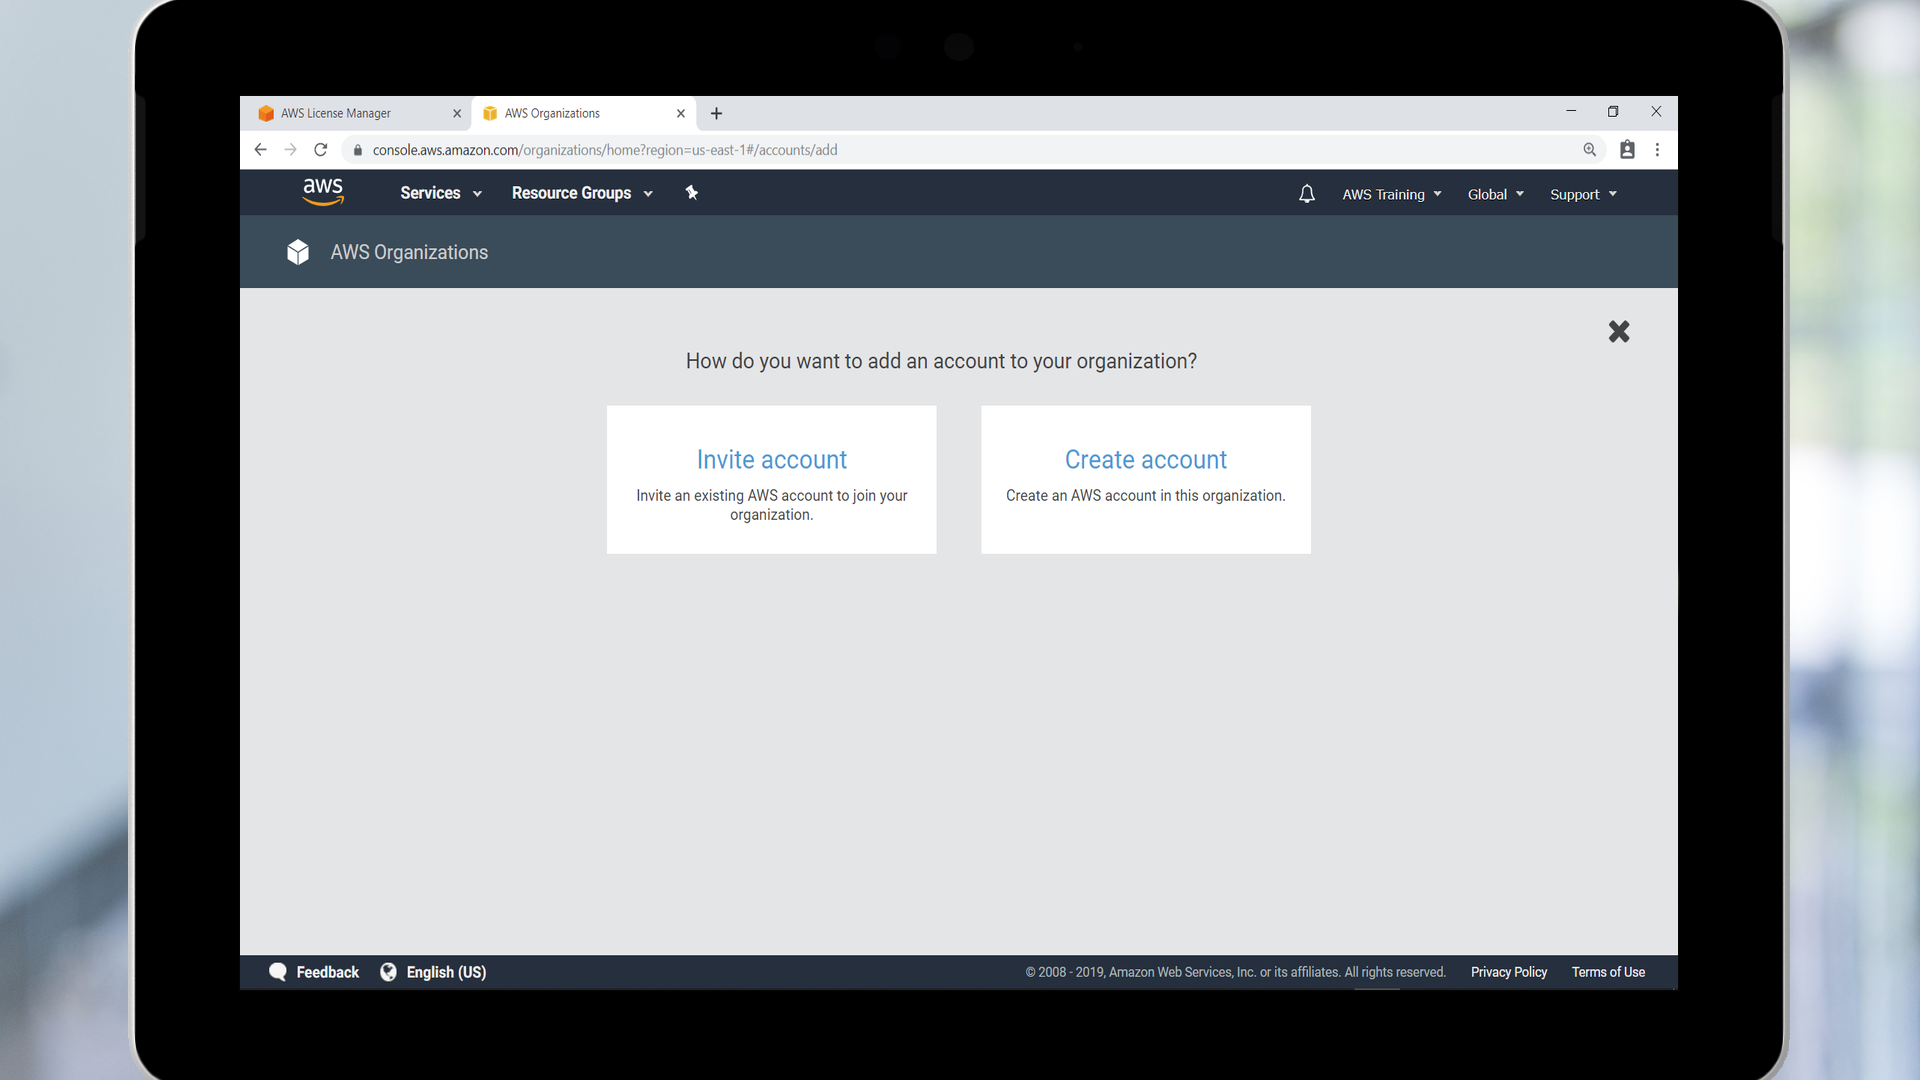 AWS License Manager
AWS Organizations
console.aws.amazon.com/organizations/home?region=us-east-1#/accounts/add
aws
Services
Resource Groups
AWS Training
Global
Support
AWS Organizations
How do you want to add an account to your organization?
Invite account
Invite an existing AWS account to join your
organization.
Create account
Create an AWS account in this organization.
Feedback
English (US)
© 2008 - 2019, Amazon Web Services, Inc. or its affiliates. All rights reserved.
Privacy Policy
Terms of Use